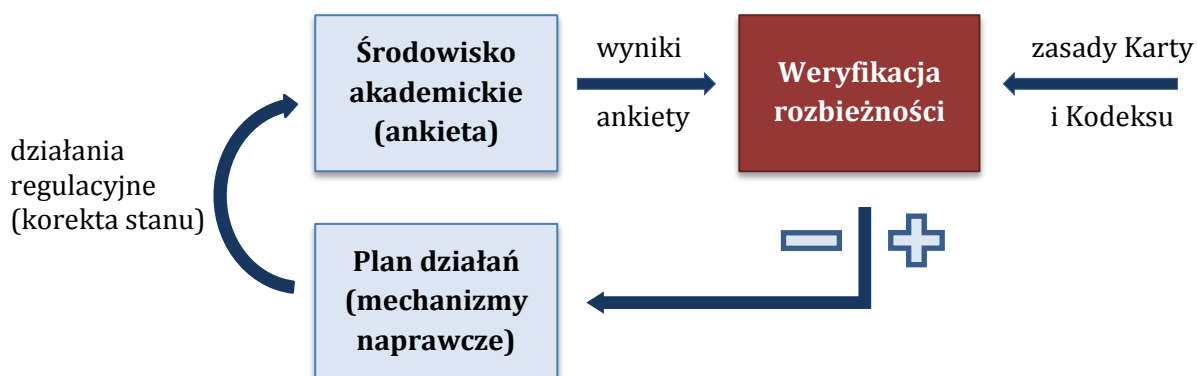 Środowisko
akademickie
(ankieta)
wyniki
ankiety
Weryfikacja
rozbieżności
zasady Karty
i Kodeksu
działania
regulacyjne
(korekta stanu)
Plan działań
(mechanizmy
naprawcze)